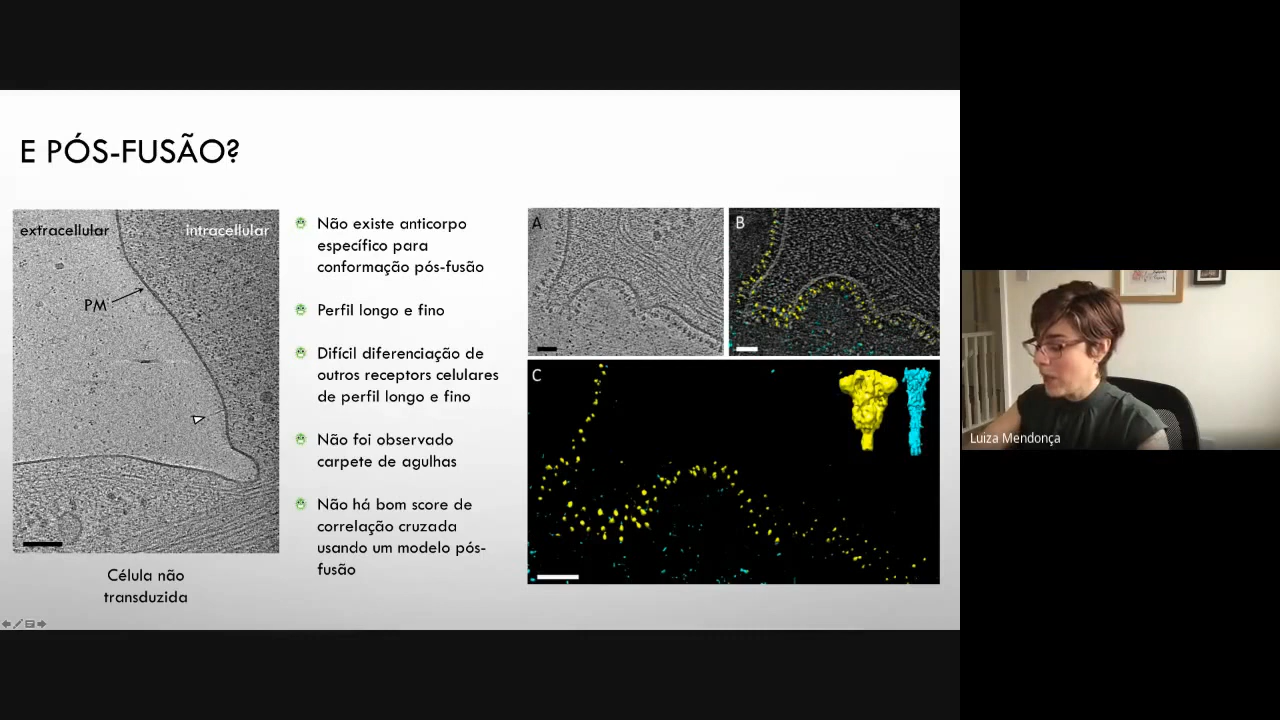 E PÓS-FUSÃO?
extracellular
intracellular
PM
Célula não
transduzida
Não existe anticorpo
específico para
conformação pós-fusão
Perfil longo e fino
Difícil diferenciação de
outros receptors celulares
de perfil longo e fino
Não foi observado
carpete de agulhas
Não há bom score de
correlação cruzada
usando um modelo pós-
fusão
A
B
C
Luiza Mendonça